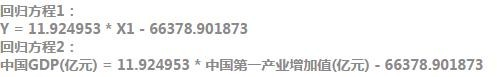 回归方程1：
Y = 11.924953 * X1 - 66378.901873
回归方程2：
中国GDP(亿元) = 11.924953 * 中国第一产业增加值(亿元) - 66378.901873